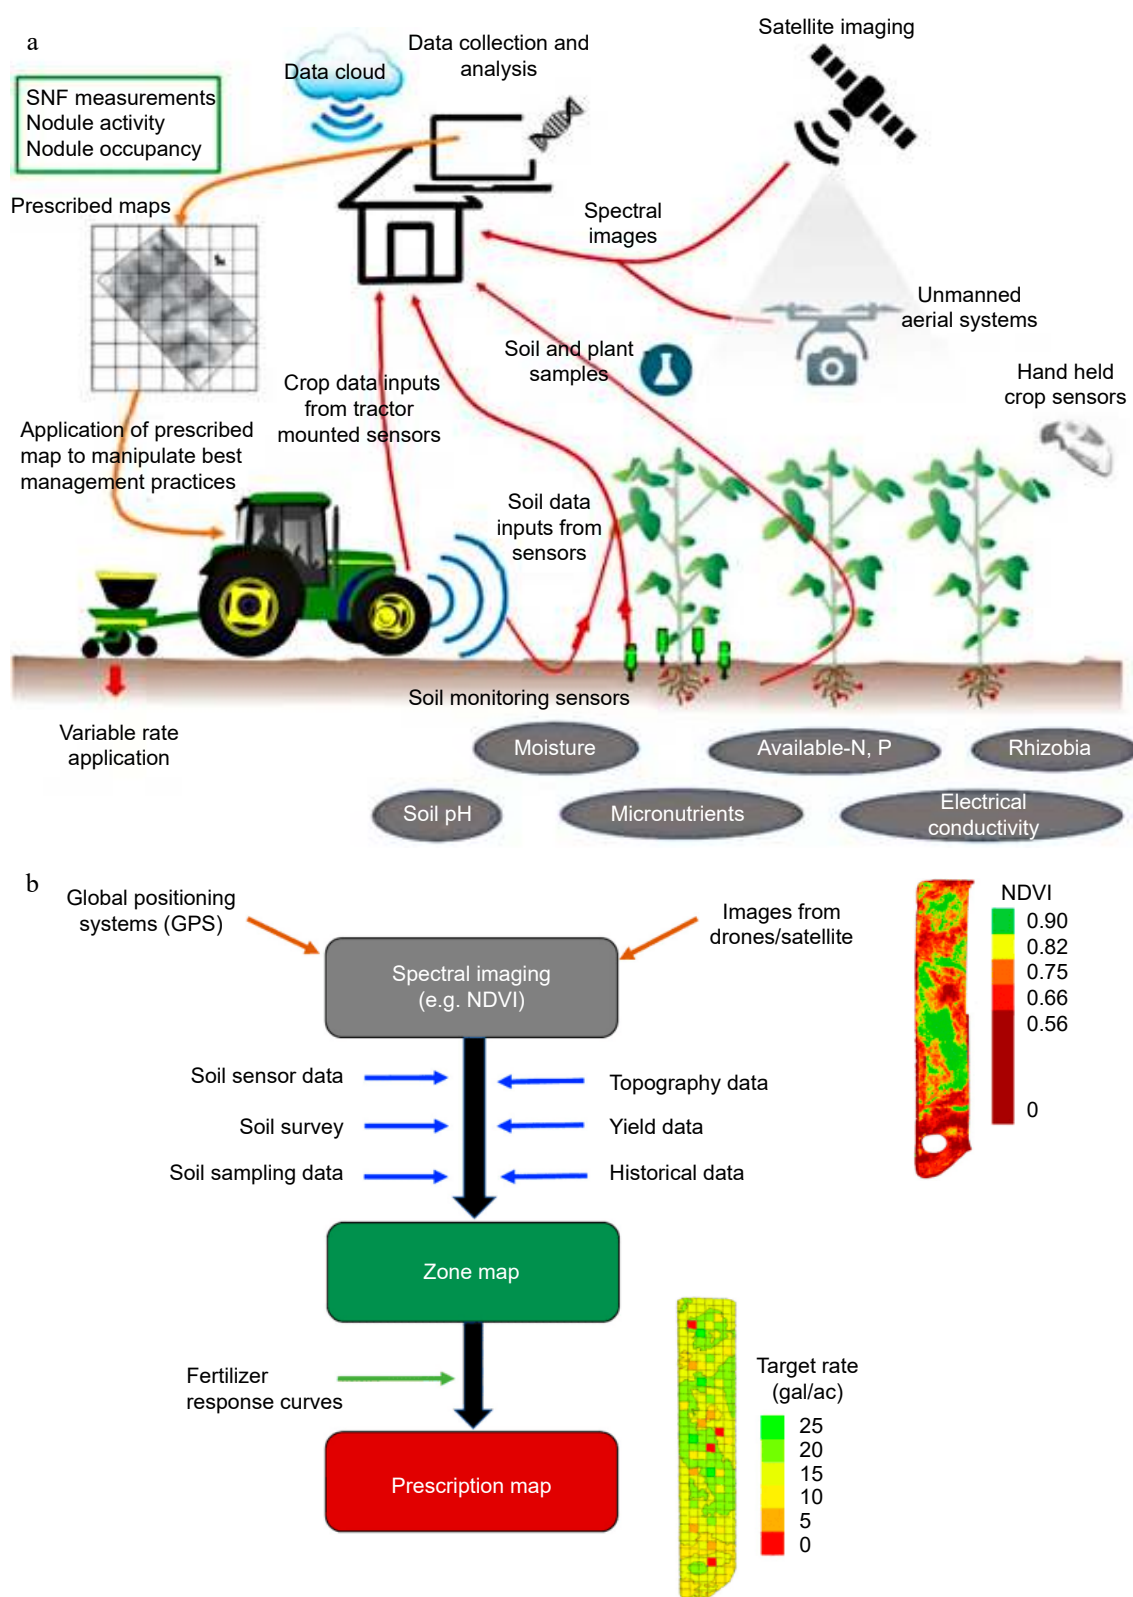 a
Data collection and
analysis
Satellite imaging
Data cloud
SNF measurements
Nodule activity
Nodule occupancy
Prescribed maps
Spectral
images
Unmanned
aerial systems
Soil and plant
samples
Hand held
crop sensors
Crop data inputs
from tractor
mounted sensors
Application of prescribed
map to manipulate best
management practices
Soil data
inputs from
sensors
Soil monitoring sensors
Variable rate
application
Moisture
Available-N, P
Rhizobia
Soil pH
Micronutrients
Electrical
conductivity
b
Global positioning
systems (GPS)
Images from
drones/satellite
Spectral imaging
(e.g. NDVI)
NDVI
0.90
0.82
0.75
0.66
0.56
0
Soil sensor data
Topography data
Soil survey
Yield data
Soil sampling data
Historical data
Zone map
Fertilizer
response curves
Target rate
(gal/ac)
25
20
15
10
5
0
Prescription map